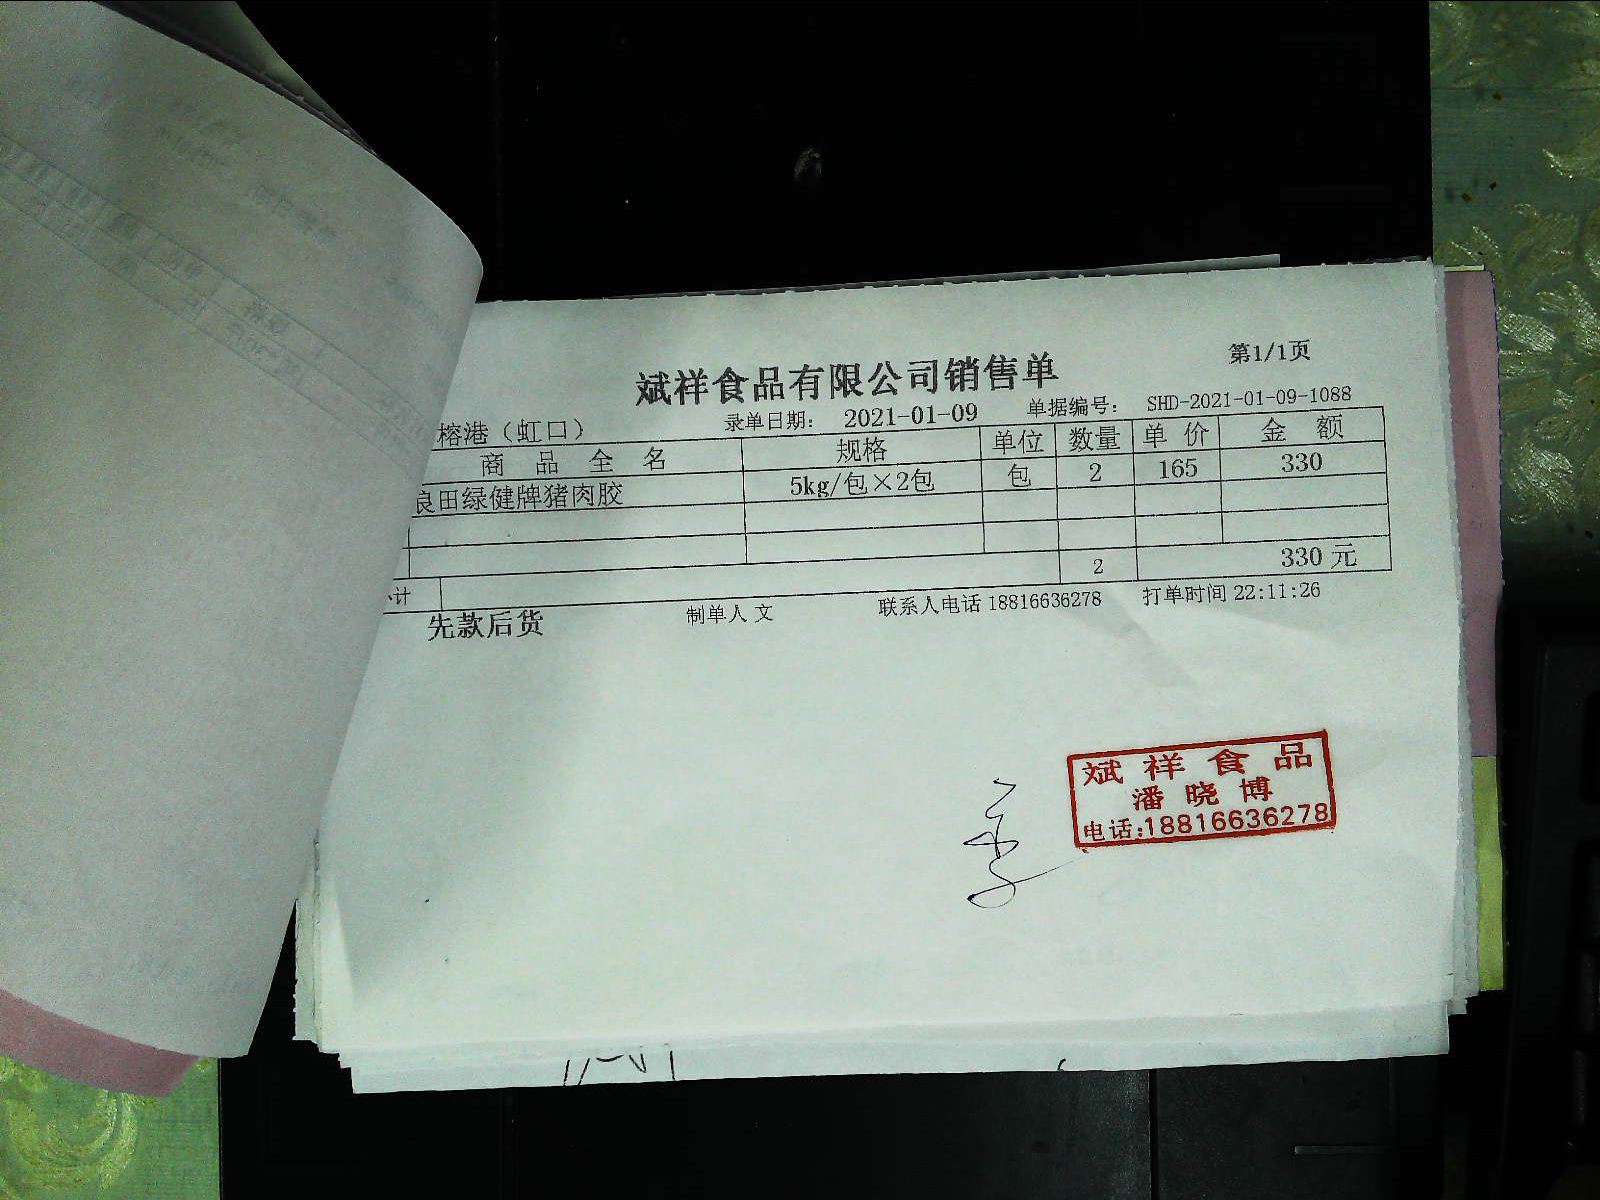 第1/1页
斌祥食品有限公司销售单
榕港（虹口） 录单日期： 2021-01-09 单据编号： SHD-2021-01-09-1088
商 品 全 名 规格 单位 数量 单 价 金 额
良田绿健牌猪肉胶 5kg/包×2包 包 2 165 330
计 2 330 元
先款后货 制单人 文 联系人电话 18816636278 打单时间 22:11:26
斌祥食品
潘晓博
电话:18816636278